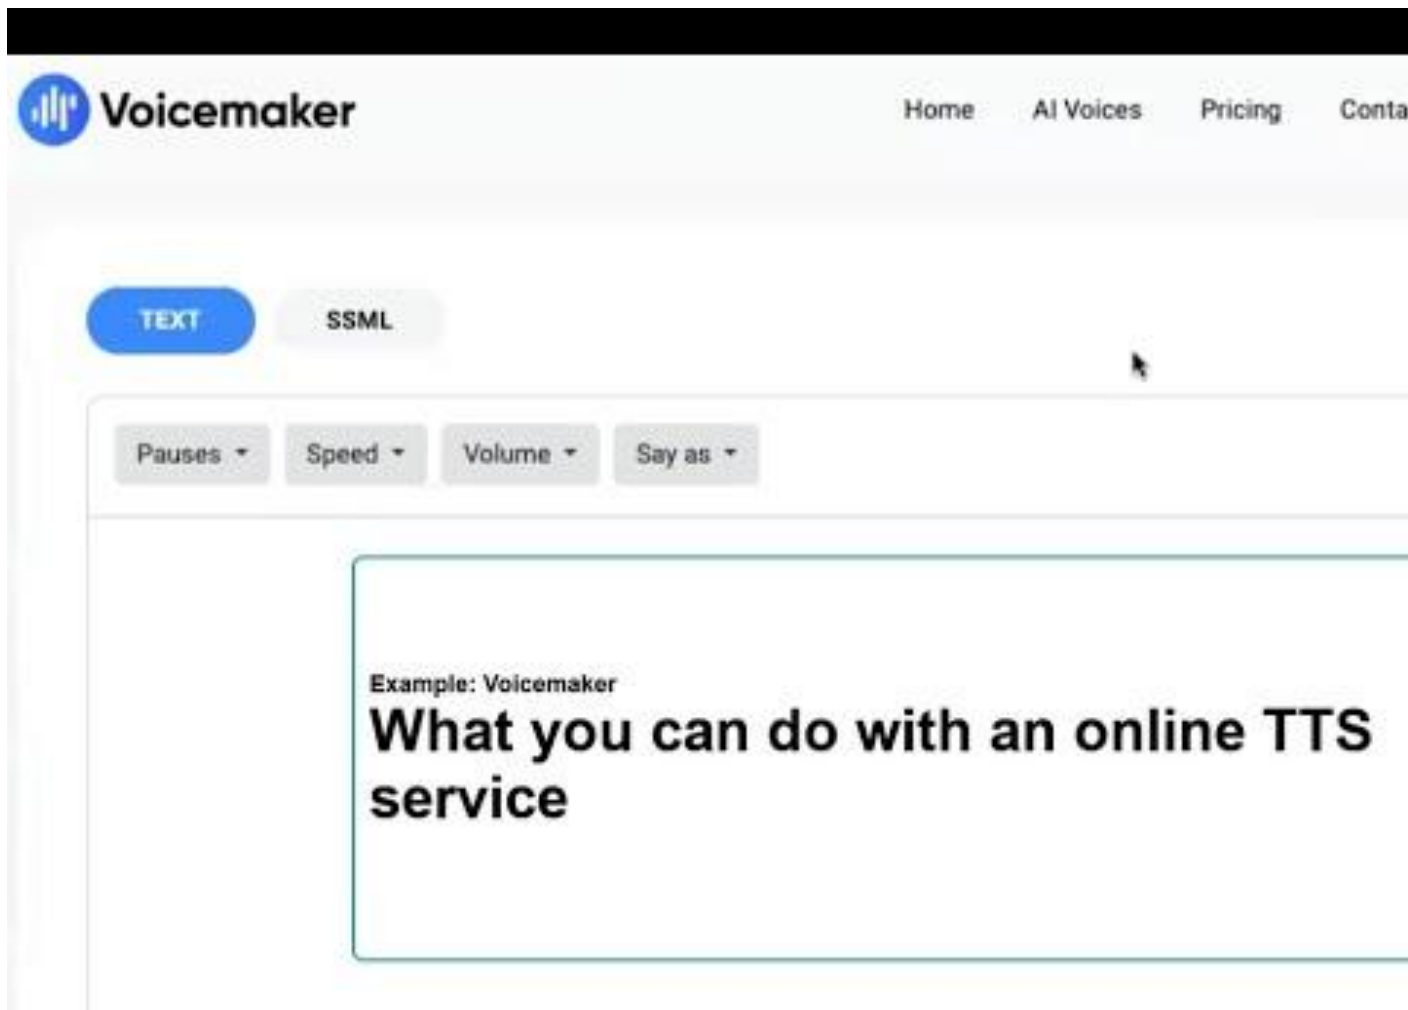 Voicemaker
Home AI Voices Pricing Conta
TEXT SSML
Pauses Speed Volume Say as
Example: Voicemaker
What you can do with an online TTS
service